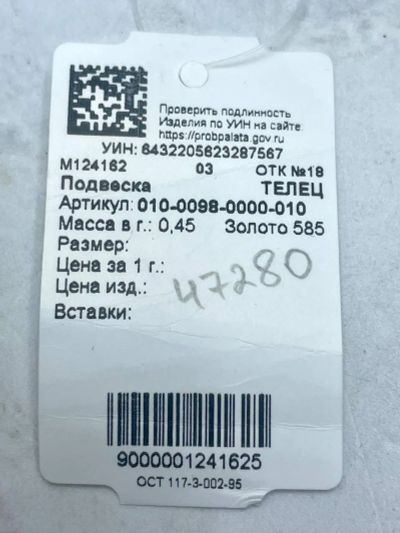 Проверить подлинность
Изделия по УИН на сайте
https://probpalata.gov.ru
УИН: 6432205623287567
М124162 03 ОТК №18
Подвеска ТЕЛЕЦ
Артикул: 010-0098-0000-010
Масса в г.: 0,45 Золото 585
Размер:
Цена за 1 г.:
Цена изд.: 47280
Вставки:
9000001241625
ОСТ 117-3-002-95